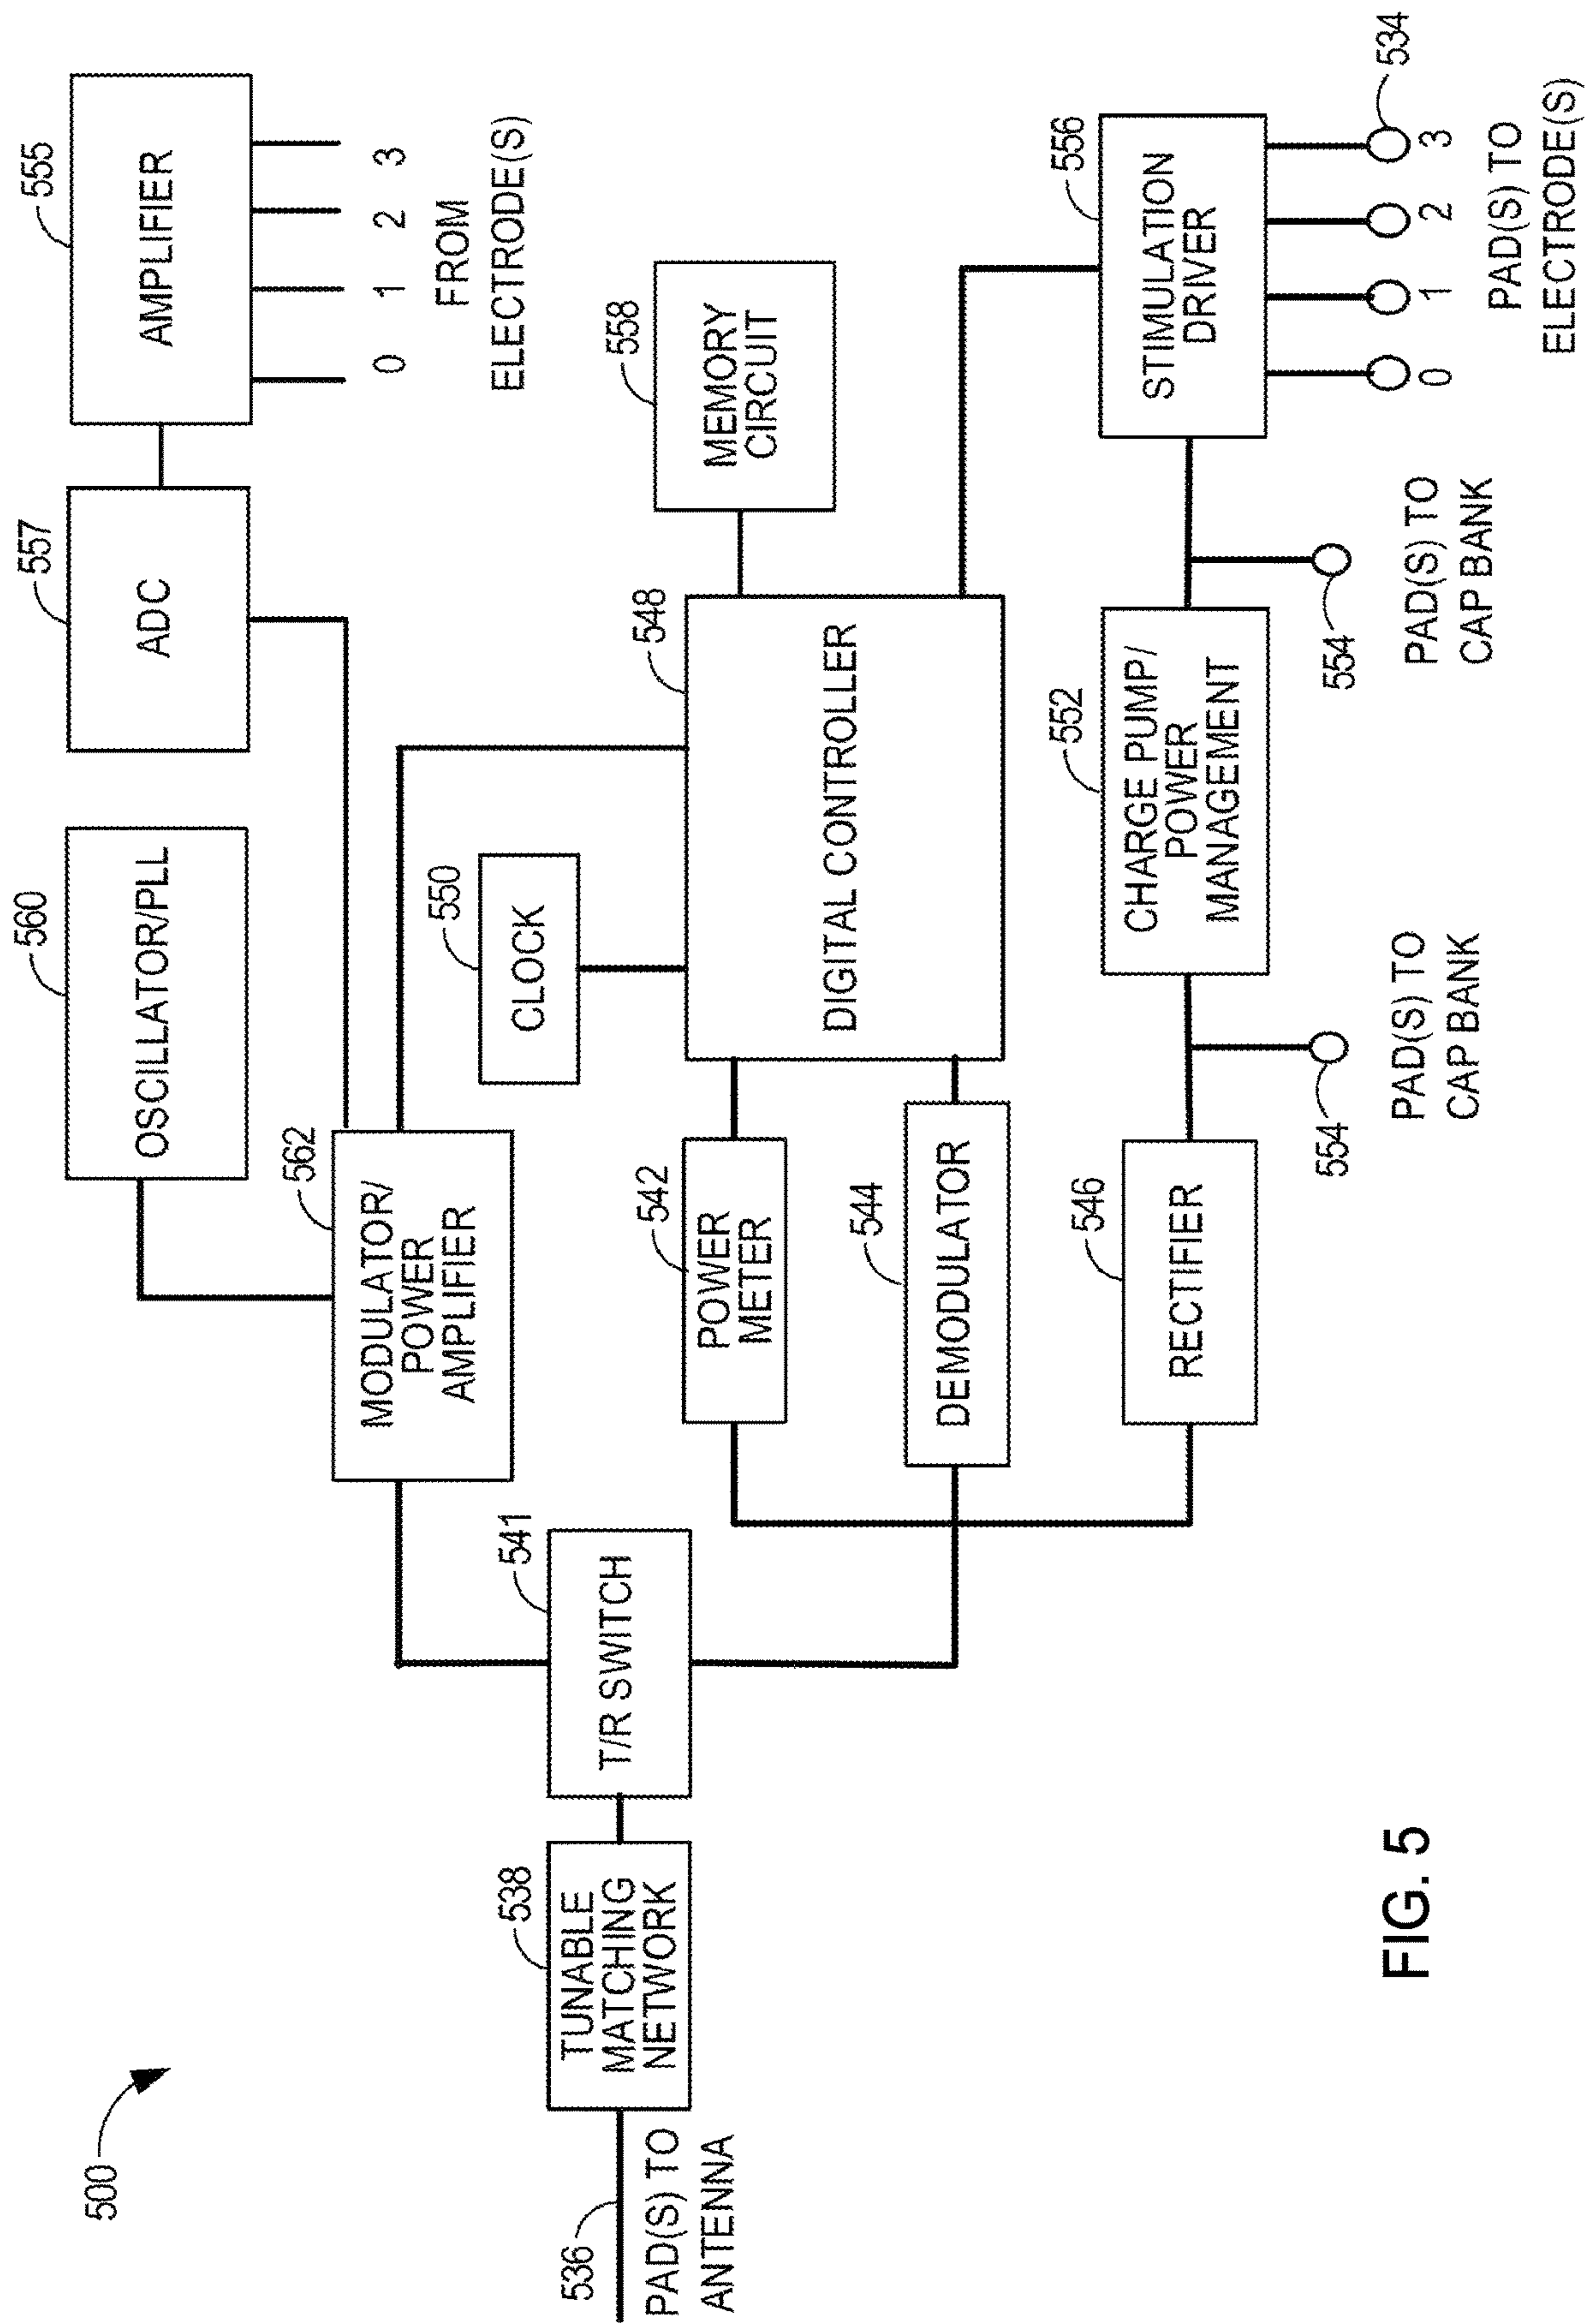 500
536
PAD(S) TO
ANTENNA
538
TUNABLE
MATCHING
NETWORK
541
T/R SWITCH
562
MODULATOR/
POWER
AMPLIFIER
560
OSCILLATOR/PLL
557
ADC
555
AMPLIFIER
0 1 2 3
FROM
ELECTRODE(S)
550
CLOCK
542
POWER
METER
544
DEMODULATOR
548
DIGITAL CONTROLLER
558
MEMORY
CIRCUIT
546
RECTIFIER
554
PAD(S) TO
CAP BANK
552
CHARGE PUMP/
POWER
MANAGEMENT
554
PAD(S) TO
CAP BANK
556
STIMULATION
DRIVER
534
0 1 2 3
PAD(S) TO
ELECTRODE(S)
FIG. 5